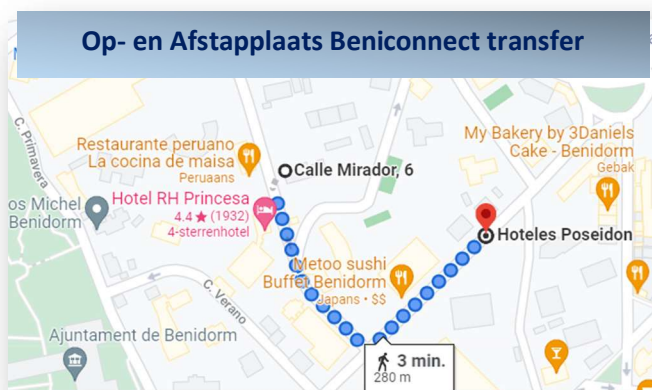 Op- en Afstapplaats Beniconnect transfer
C. Primavera
Restaurante peruano
La cocina de maisa
Peruaans
Calle Mirador, 6
My Bakery by 3Daniels
Cake - Benidorm
Gebak
os Michel
Benidorm
Hotel RH Princesa
4.4 ★ (1932)
4-sterrenhotel
Hoteles Poseidon
Metoo sushi
Buffet Benidorm
Japans • $$
C. Verano
Ajuntament de Benidorm
3 min.
280 m